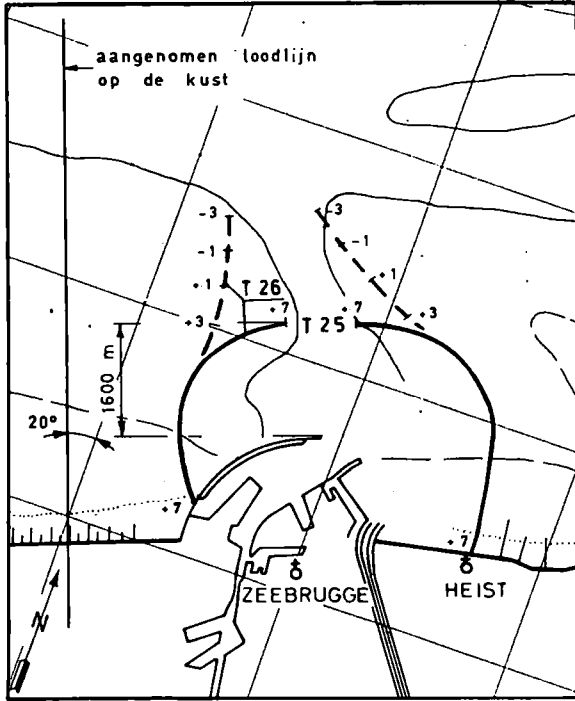 aangenomen loodlijn
op de kust
-3
-3
-1
-1
+1
T 26
+1
+7
+7
+3
T 25
+3
1600 m
20°
+7
+7
ZEEBRUGGE
HEIST
N